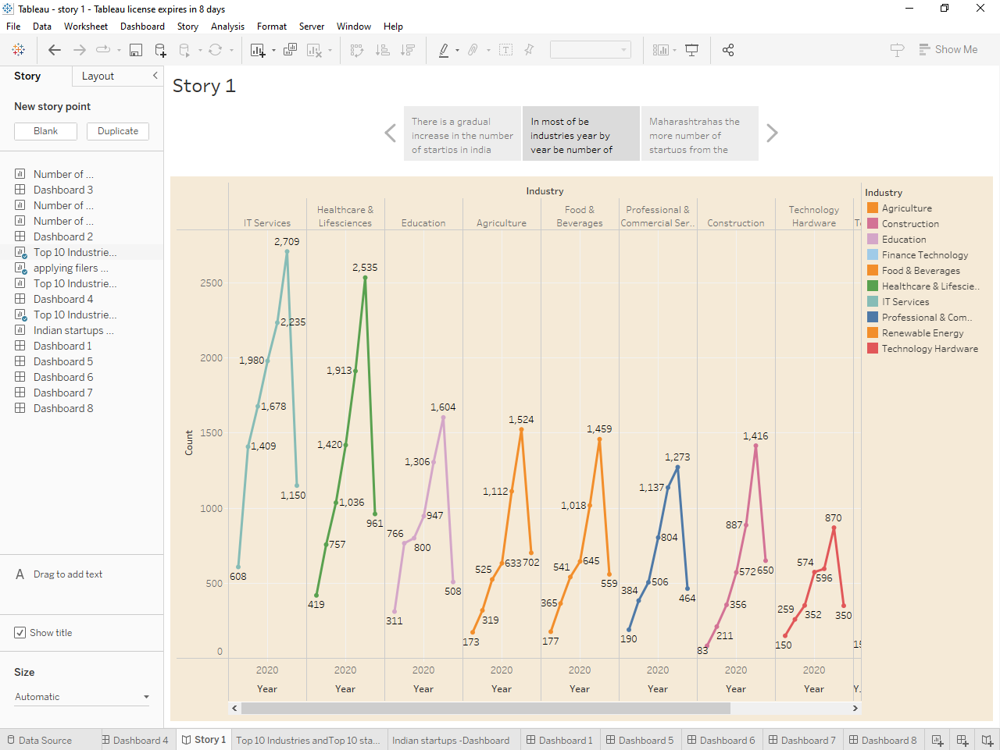 Tableau - story 1 - Tableau license expires in 8 days
File Data Worksheet Dashboard Story Analysis Format Server Window Help
Show Me
Story Layout
New story point
Blank Duplicate
Number of ...
Dashboard 3
Number of ...
Number of ...
Dashboard 2
Top 10 Industrie...
applying filers ...
Top 10 Industrie...
Dashboard 4
Top 10 Industrie...
Indian startups ...
Dashboard 1
Dashboard 5
Dashboard 6
Dashboard 7
Dashboard 8
A Drag to add text
Show title
Size
Automatic
Story 1
There is a gradual
increase in the number
of startips in india
In most of be
industries year by
year be number of
Maharashtrahas the
more number of
startups from the
Industry
IT Services
Healthcare &
Lifesciences
Education
Agriculture
Food &
Beverages
Professional &
Commercial Ser..
Construction
Technology
Hardware
Count
2500
2000
1500
1000
500
0
608 1,409 1,678 1,980 2,235 2,709 1,150
419 757 1,036 1,420 1,913 2,535 961
311 766 800 947 1,306 1,604 508
173 319 525 633 1,112 1,524 702
177 365 541 645 1,018 1,459 559
190 384 506 804 1,137 1,273 464
83 211 356 572 887 1,416 650
150 259 352 574 596 870 350
2020 2020 2020 2020 2020 2020 2020 2020
Year Year Year Year Year Year Year Year Y.
Industry
Agriculture
Construction
Education
Finance Technology
Food & Beverages
Healthcare & Lifescie..
IT Services
Professional & Com..
Renewable Energy
Technology Hardware
Data Source Dashboard 4 Story 1 Top 10 Industries andTop 10 sta... Indian startups -Dashboard Dashboard 1 Dashboard 5 Dashboard 6 Dashboard 7 Dashboard 8